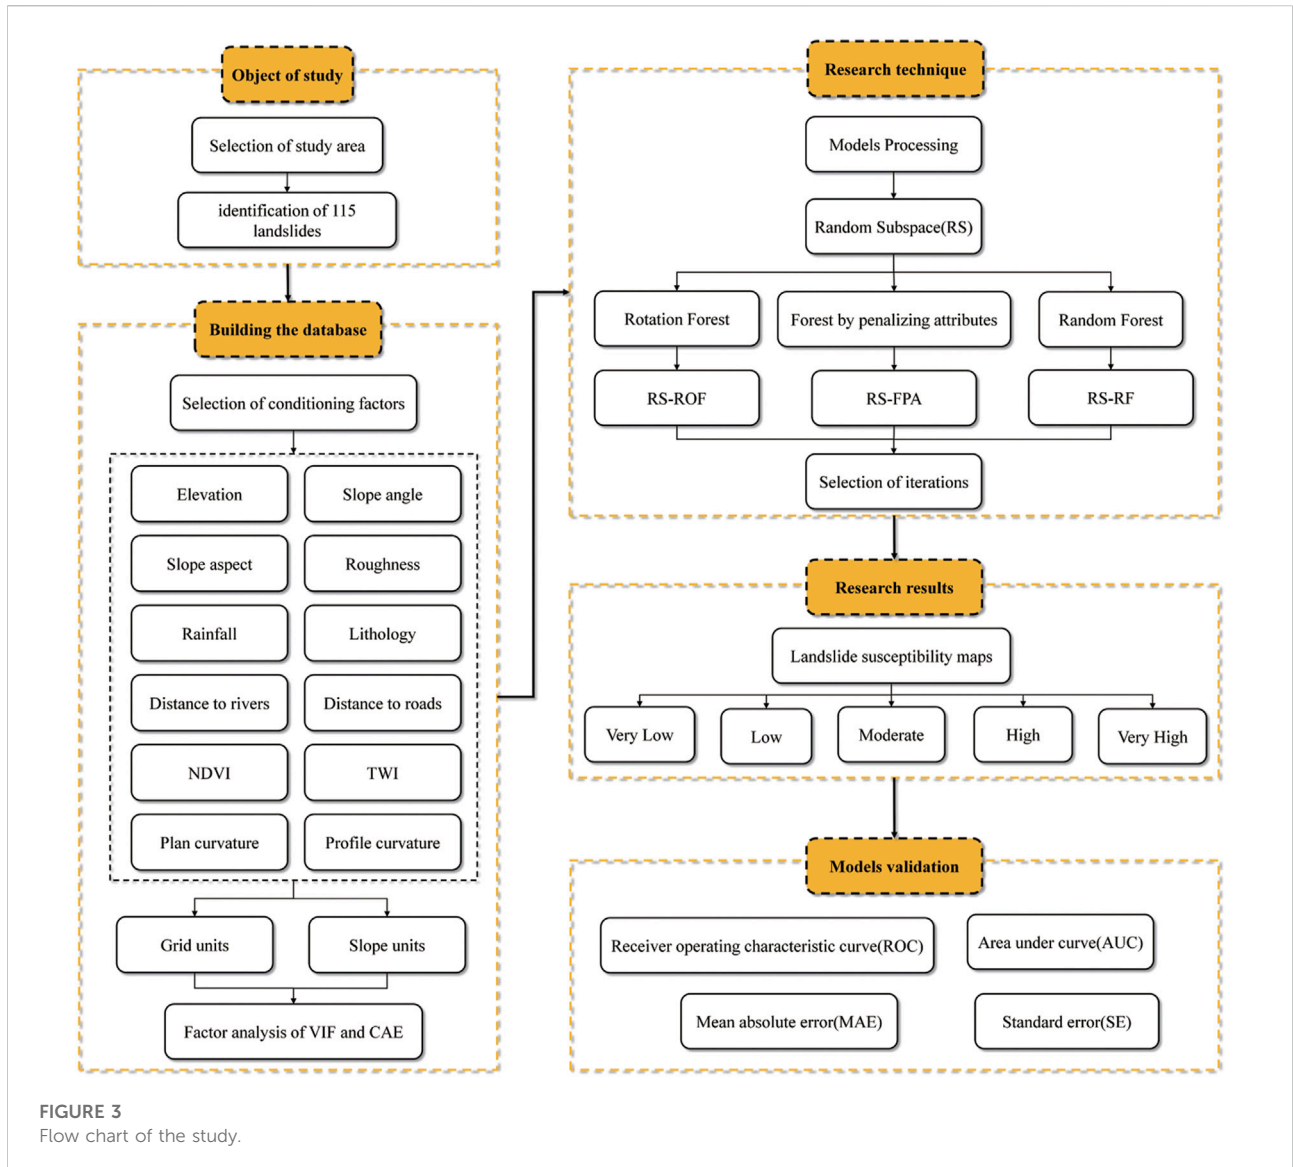 Object of study
Selection of study area
identification of 115
landslides
Building the database
Selection of conditioning factors
Elevation
Slope angle
Slope aspect
Roughness
Rainfall
Lithology
Distance to rivers
Distance to roads
NDVI
TWI
Plan curvature
Profile curvature
Grid units
Slope units
Factor analysis of VIF and CAE
Research technique
Models Processing
Random Subspace(RS)
Rotation Forest
Forest by penalizing attributes
Random Forest
RS-ROF
RS-FPA
RS-RF
Selection of iterations
Research results
Landslide susceptibility maps
Very Low
Low
Moderate
High
Very High
Models validation
Receiver operating characteristic curve(ROC)
Area under curve(AUC)
Mean absolute error(MAE)
Standard error(SE)
FIGURE 3
Flow chart of the study.